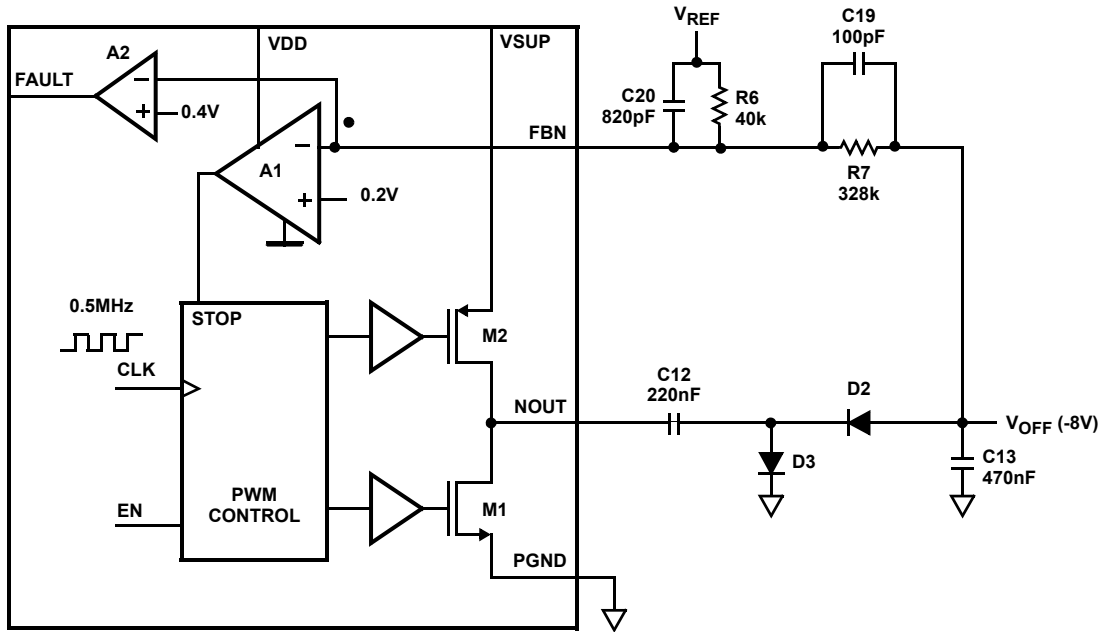 VREF
C19
100pF
VDD
VSUP
A2
FAULT
−
+
0.4V
C20
820pF
R6
40k
FBN
−
A1
+
0.2V
R7
328k
0.5MHz
STOP
M2
CLK
C12
220nF
D2
NOUT
VOFF (-8V)
D3
C13
470nF
PWM
CONTROL
M1
EN
PGND